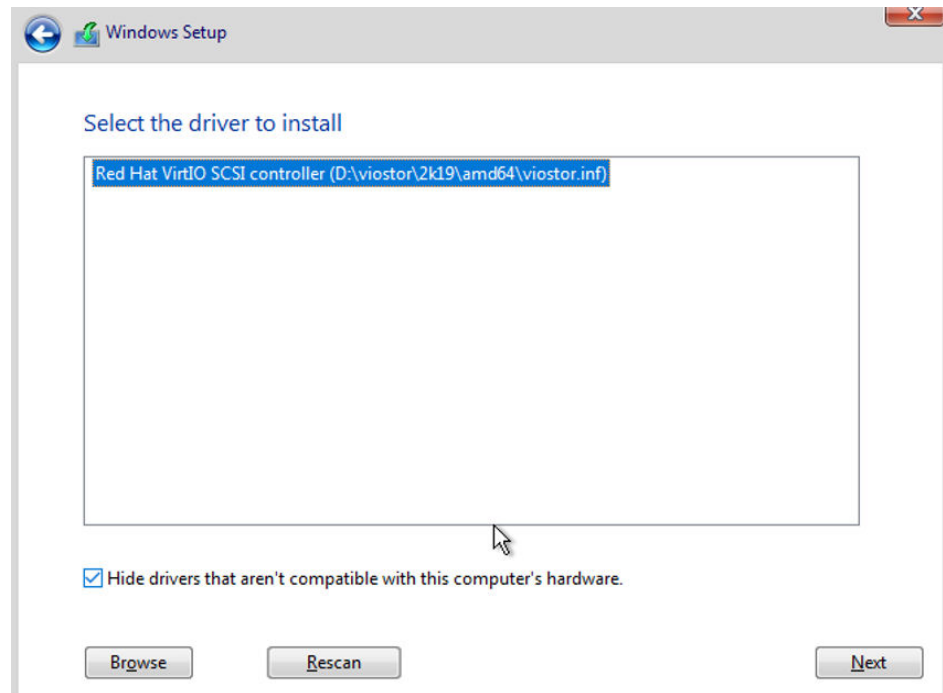 Windows Setup
Select the driver to install
Red Hat VirtIO SCSI controller (D:\viostor\2k19\amd64\viostor.inf)
Hide drivers that aren't compatible with this computer's hardware.
Browse Rescan Next